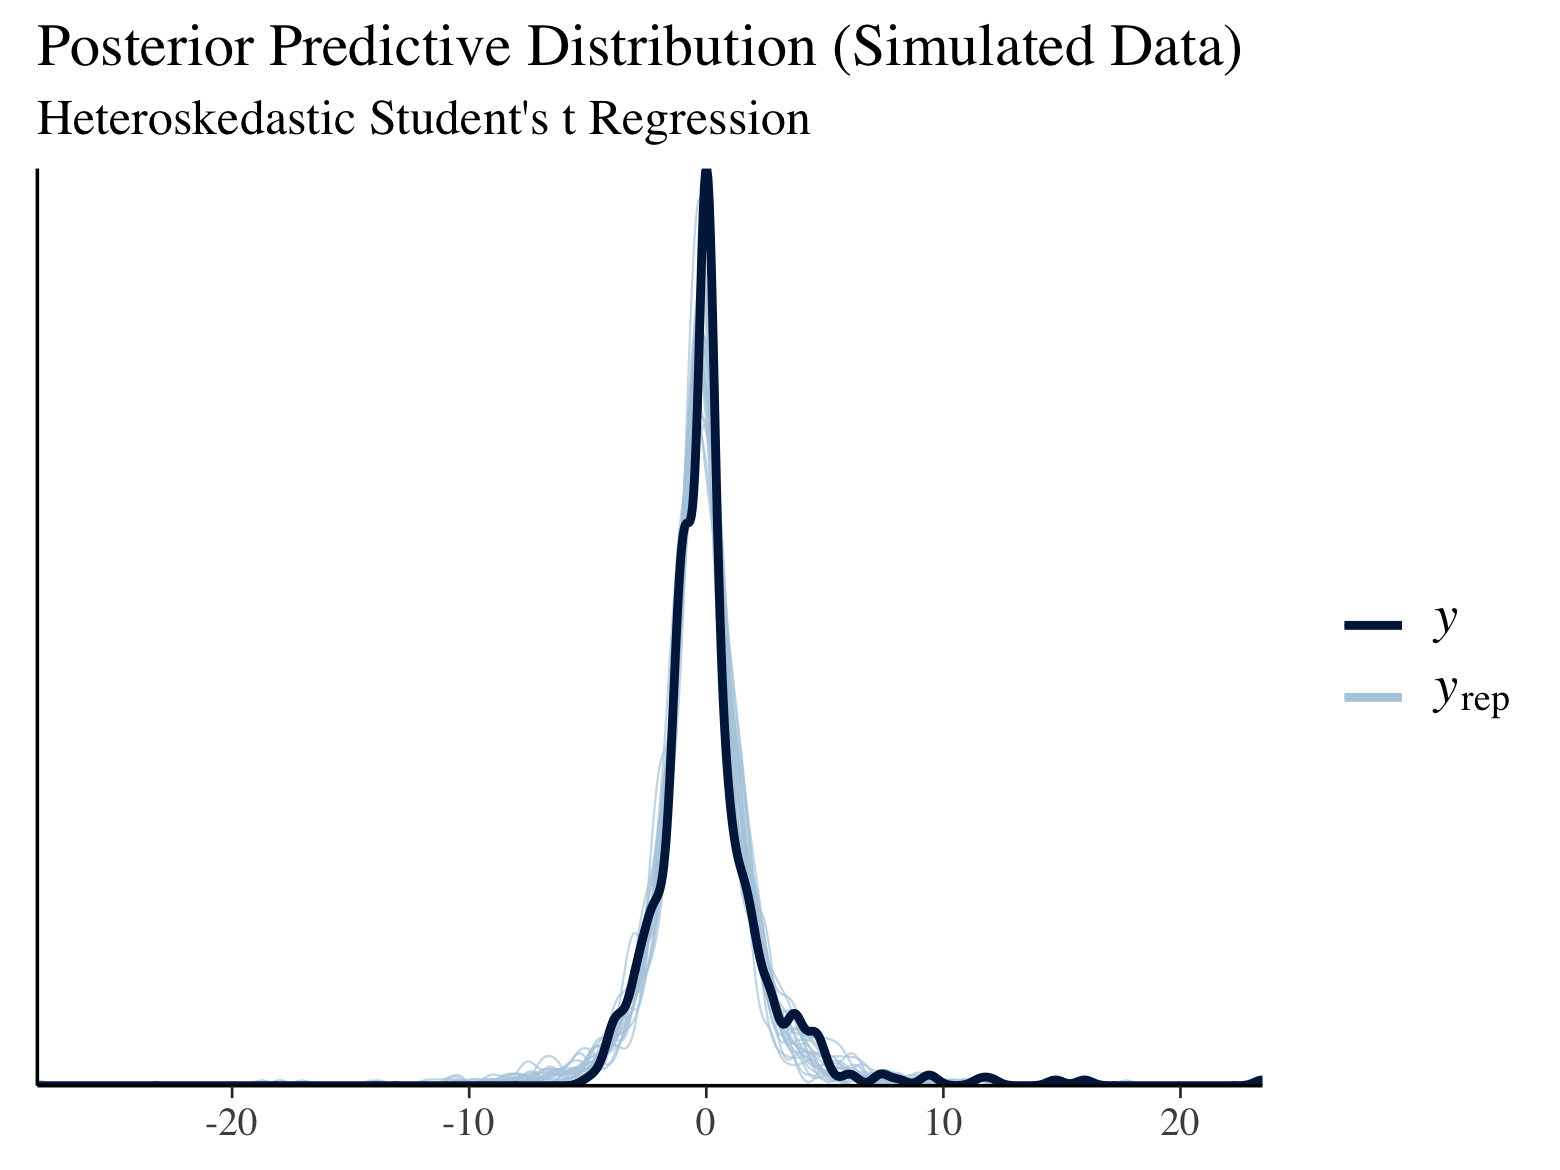 Posterior Predictive Distribution (Simulated Data)
Heteroskedastic Student's t Regression
y
yrep
-20 -10 0 10 20